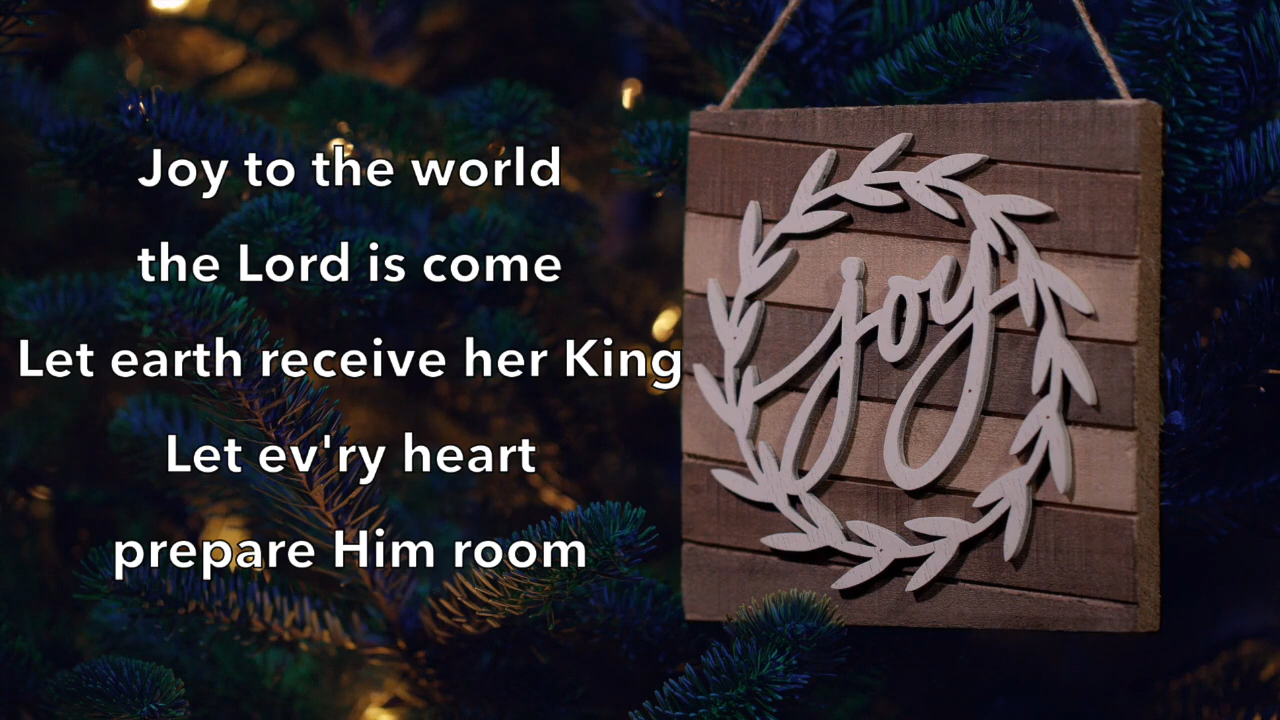 Joy to the world
the Lord is come
Let earth receive her King
Let ev'ry heart
prepare Him room
joy